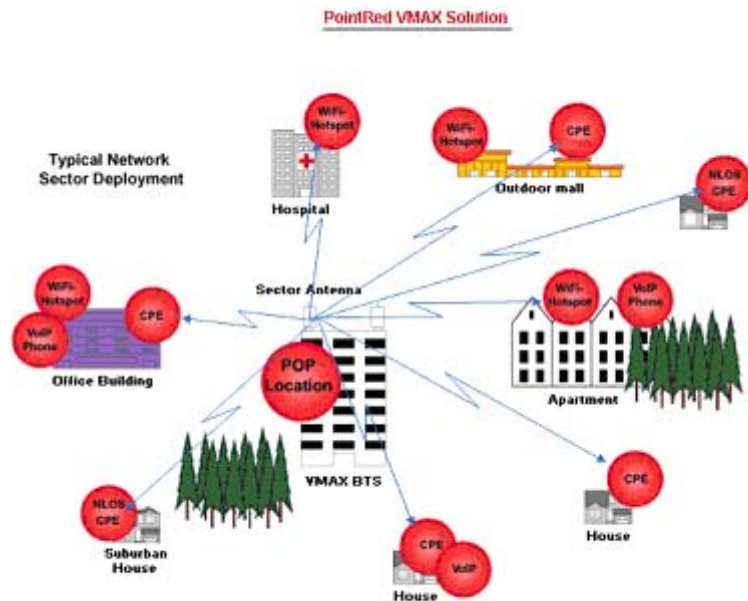 PointRed VMAX Solution
Typical Network
Sector Deployment
WiFi-
Hotspot
Hospital
WiFi-
Hotspot
CPE
Outdoor mall
NLOS
CPE
Sector Antenna
WiFi-
Hotspot
VoIP
Phone
CPE
Office Building
POP
Location
VMAX BTS
WiFi-
Hotspot
VoIP
Phone
Apartment
NLOS
CPE
Suburban
House
CPE
VoIP
House
CPE
House